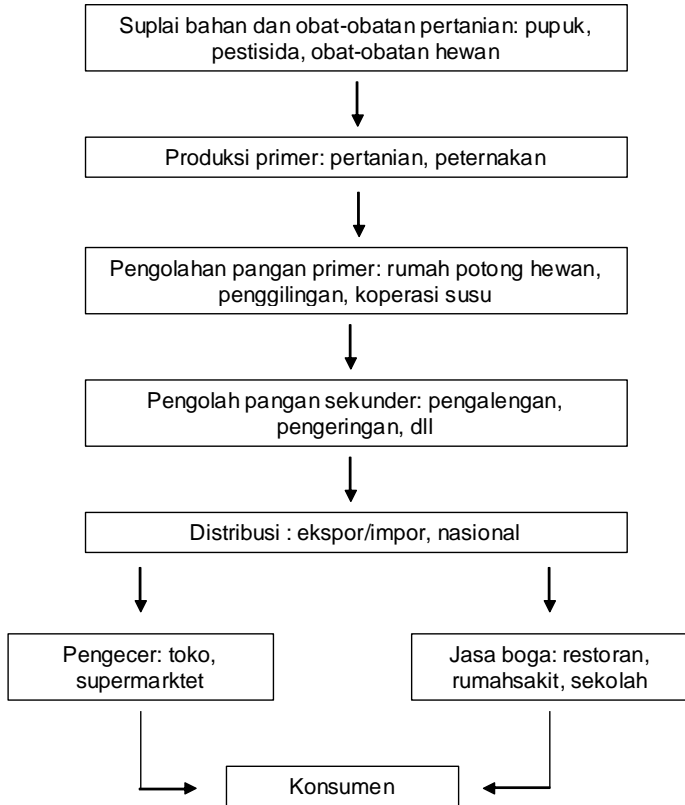 Suplai bahan dan obat-obatan pertanian: pupuk,
pestisida, obat-obatan hewan
Produksi primer: pertanian, peternakan
Pengolahan pangan primer: rumah potong hewan,
penggilingan, koperasi susu
Pengolah pangan sekunder: pengalengan,
pengeringan, dll
Distribusi : ekspor/impor, nasional
Pengecer: toko,
supermarktet
Jasa boga: restoran,
rumahsakit, sekolah
Konsumen